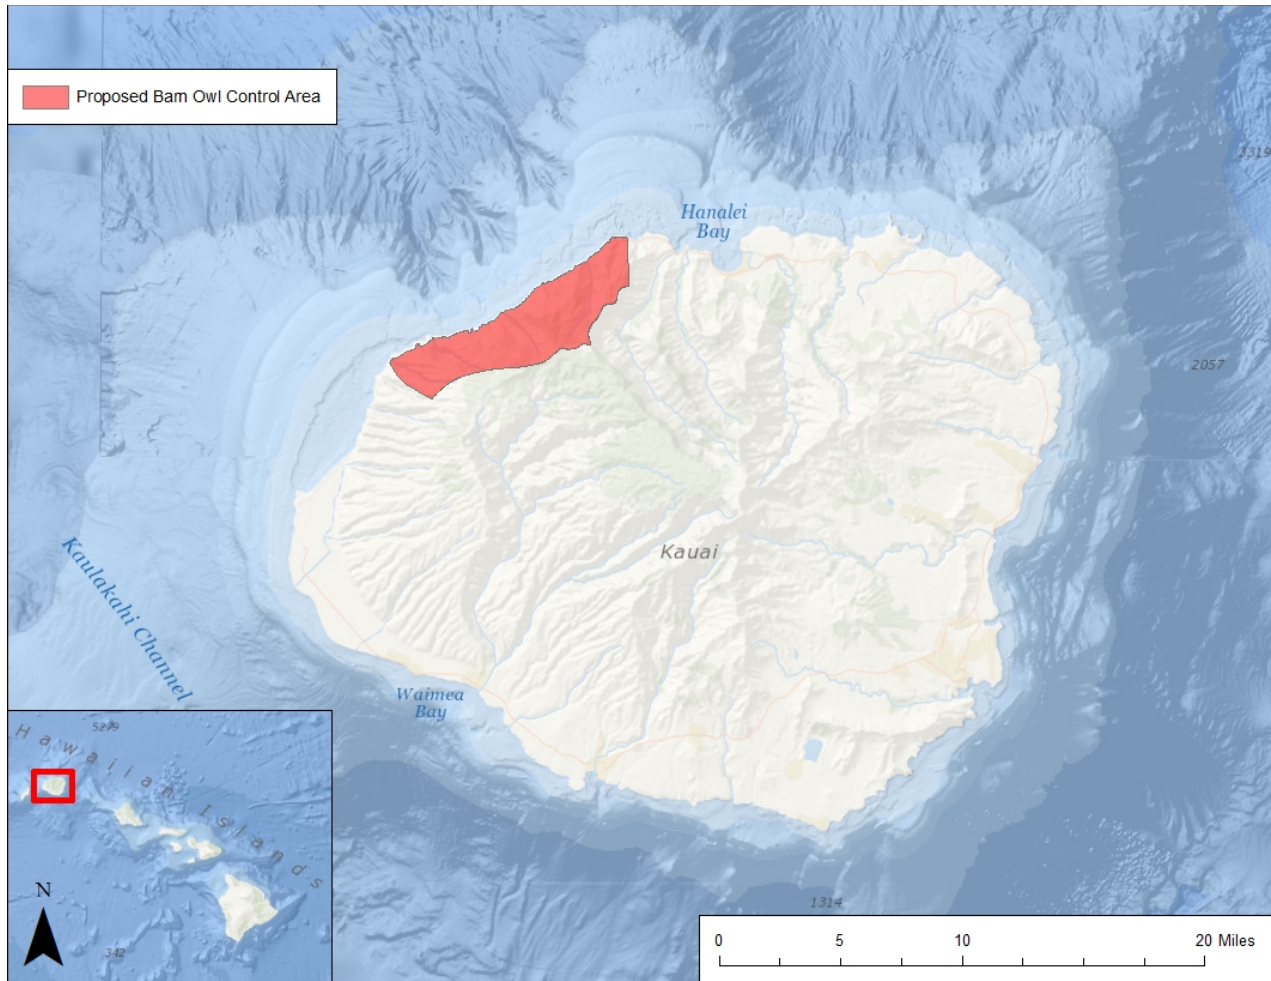 Proposed Barn Owl Control Area
Hanalei
Bay
2319
2057
Kauai
Kaulakahi Channel
Waimea
Bay
1314
5279
Hawaiian Islands
N
342
0 5 10 20 Miles